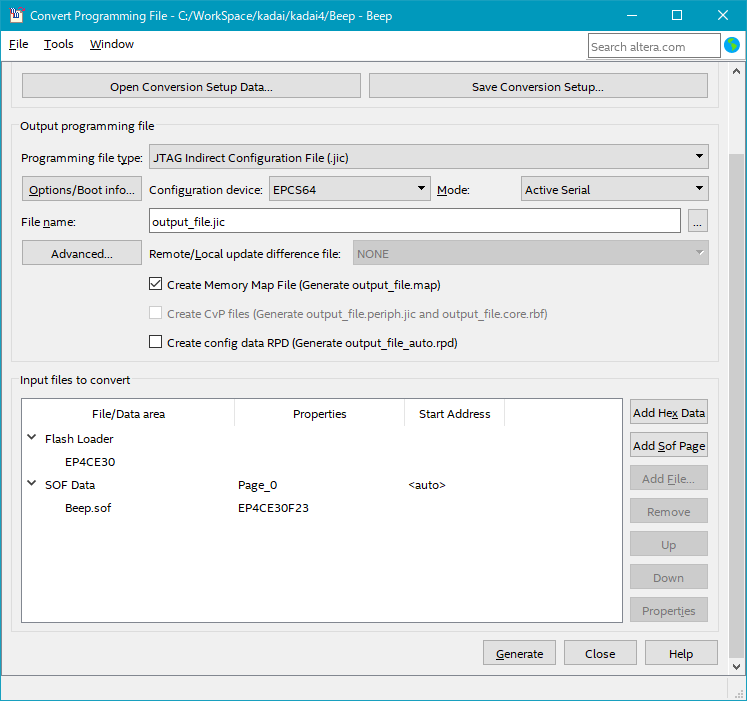 Convert Programming File - C:/WorkSpace/kadai/kadai4/Beep - Beep
File Tools Window
Search altera.com
Open Conversion Setup Data... Save Conversion Setup...
Output programming file
Programming file type: JTAG Indirect Configuration File (.jic)
Options/Boot info... Configuration device: EPCS64 Mode: Active Serial
File name: output_file.jic ...
Advanced... Remote/Local update difference file: NONE
Create Memory Map File (Generate output_file.map)
Create CvP files (Generate output_file.periph.jic and output_file.core.rbf)
Create config data RPD (Generate output_file_auto.rpd)
Input files to convert
File/Data area Properties Start Address
Flash Loader
EP4CE30
SOF Data Page_0 <auto>
Beep.sof EP4CE30F23
Add Hex Data
Add Sof Page
Add File...
Remove
Up
Down
Properties
Generate Close Help